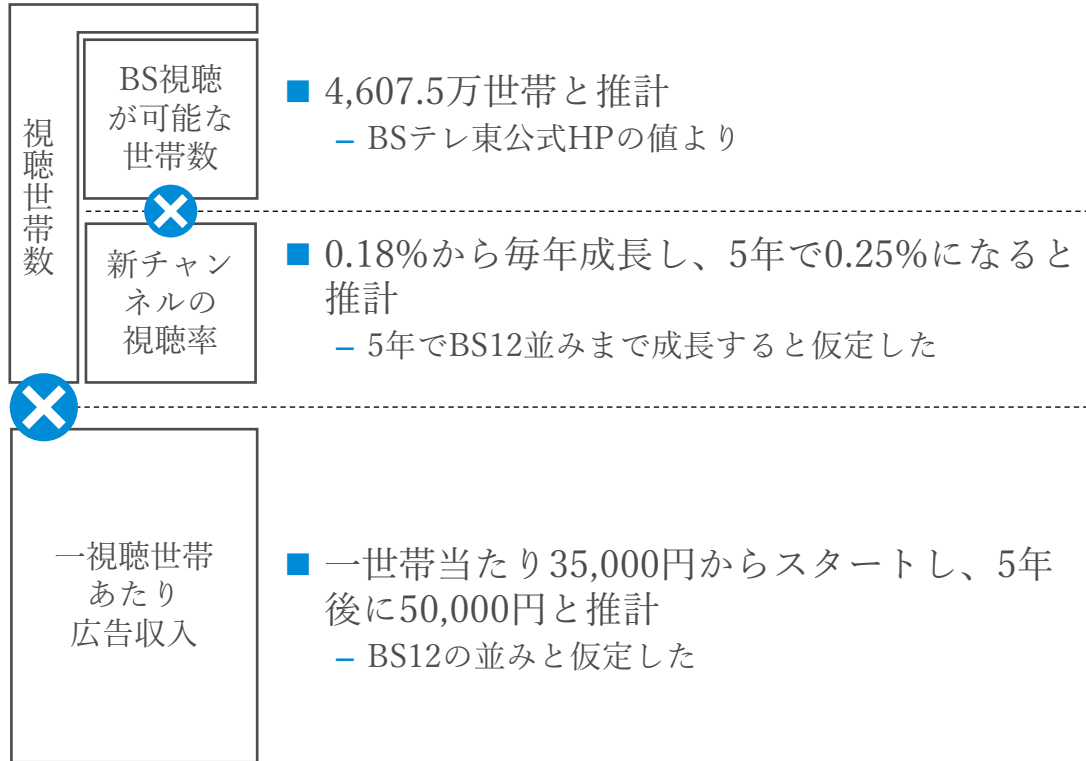 視聴世帯数
BS視聴
が可能な
世帯数
■ 4,607.5万世帯と推計
– BSテレ東公式HPの値より
新チャン
ネルの
視聴率
■ 0.18%から毎年成長し、5年で0.25%になると
推計
– 5年でBS12並みまで成長すると仮定した
一視聴世帯
あたり
広告収入
■ 一世帯当たり35,000円からスタートし、5年
後に50,000円と推計
– BS12の並みと仮定した